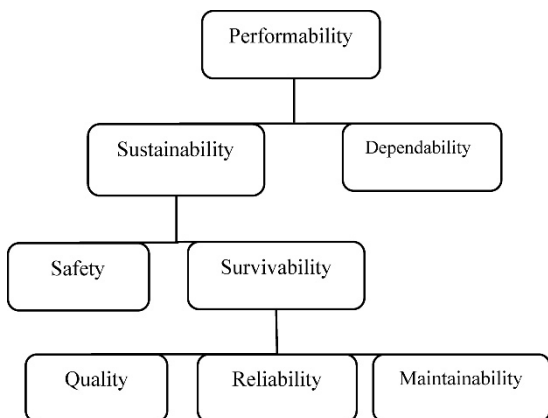 Performability
Sustainability
Dependability
Safety
Survivability
Quality
Reliability
Maintainability